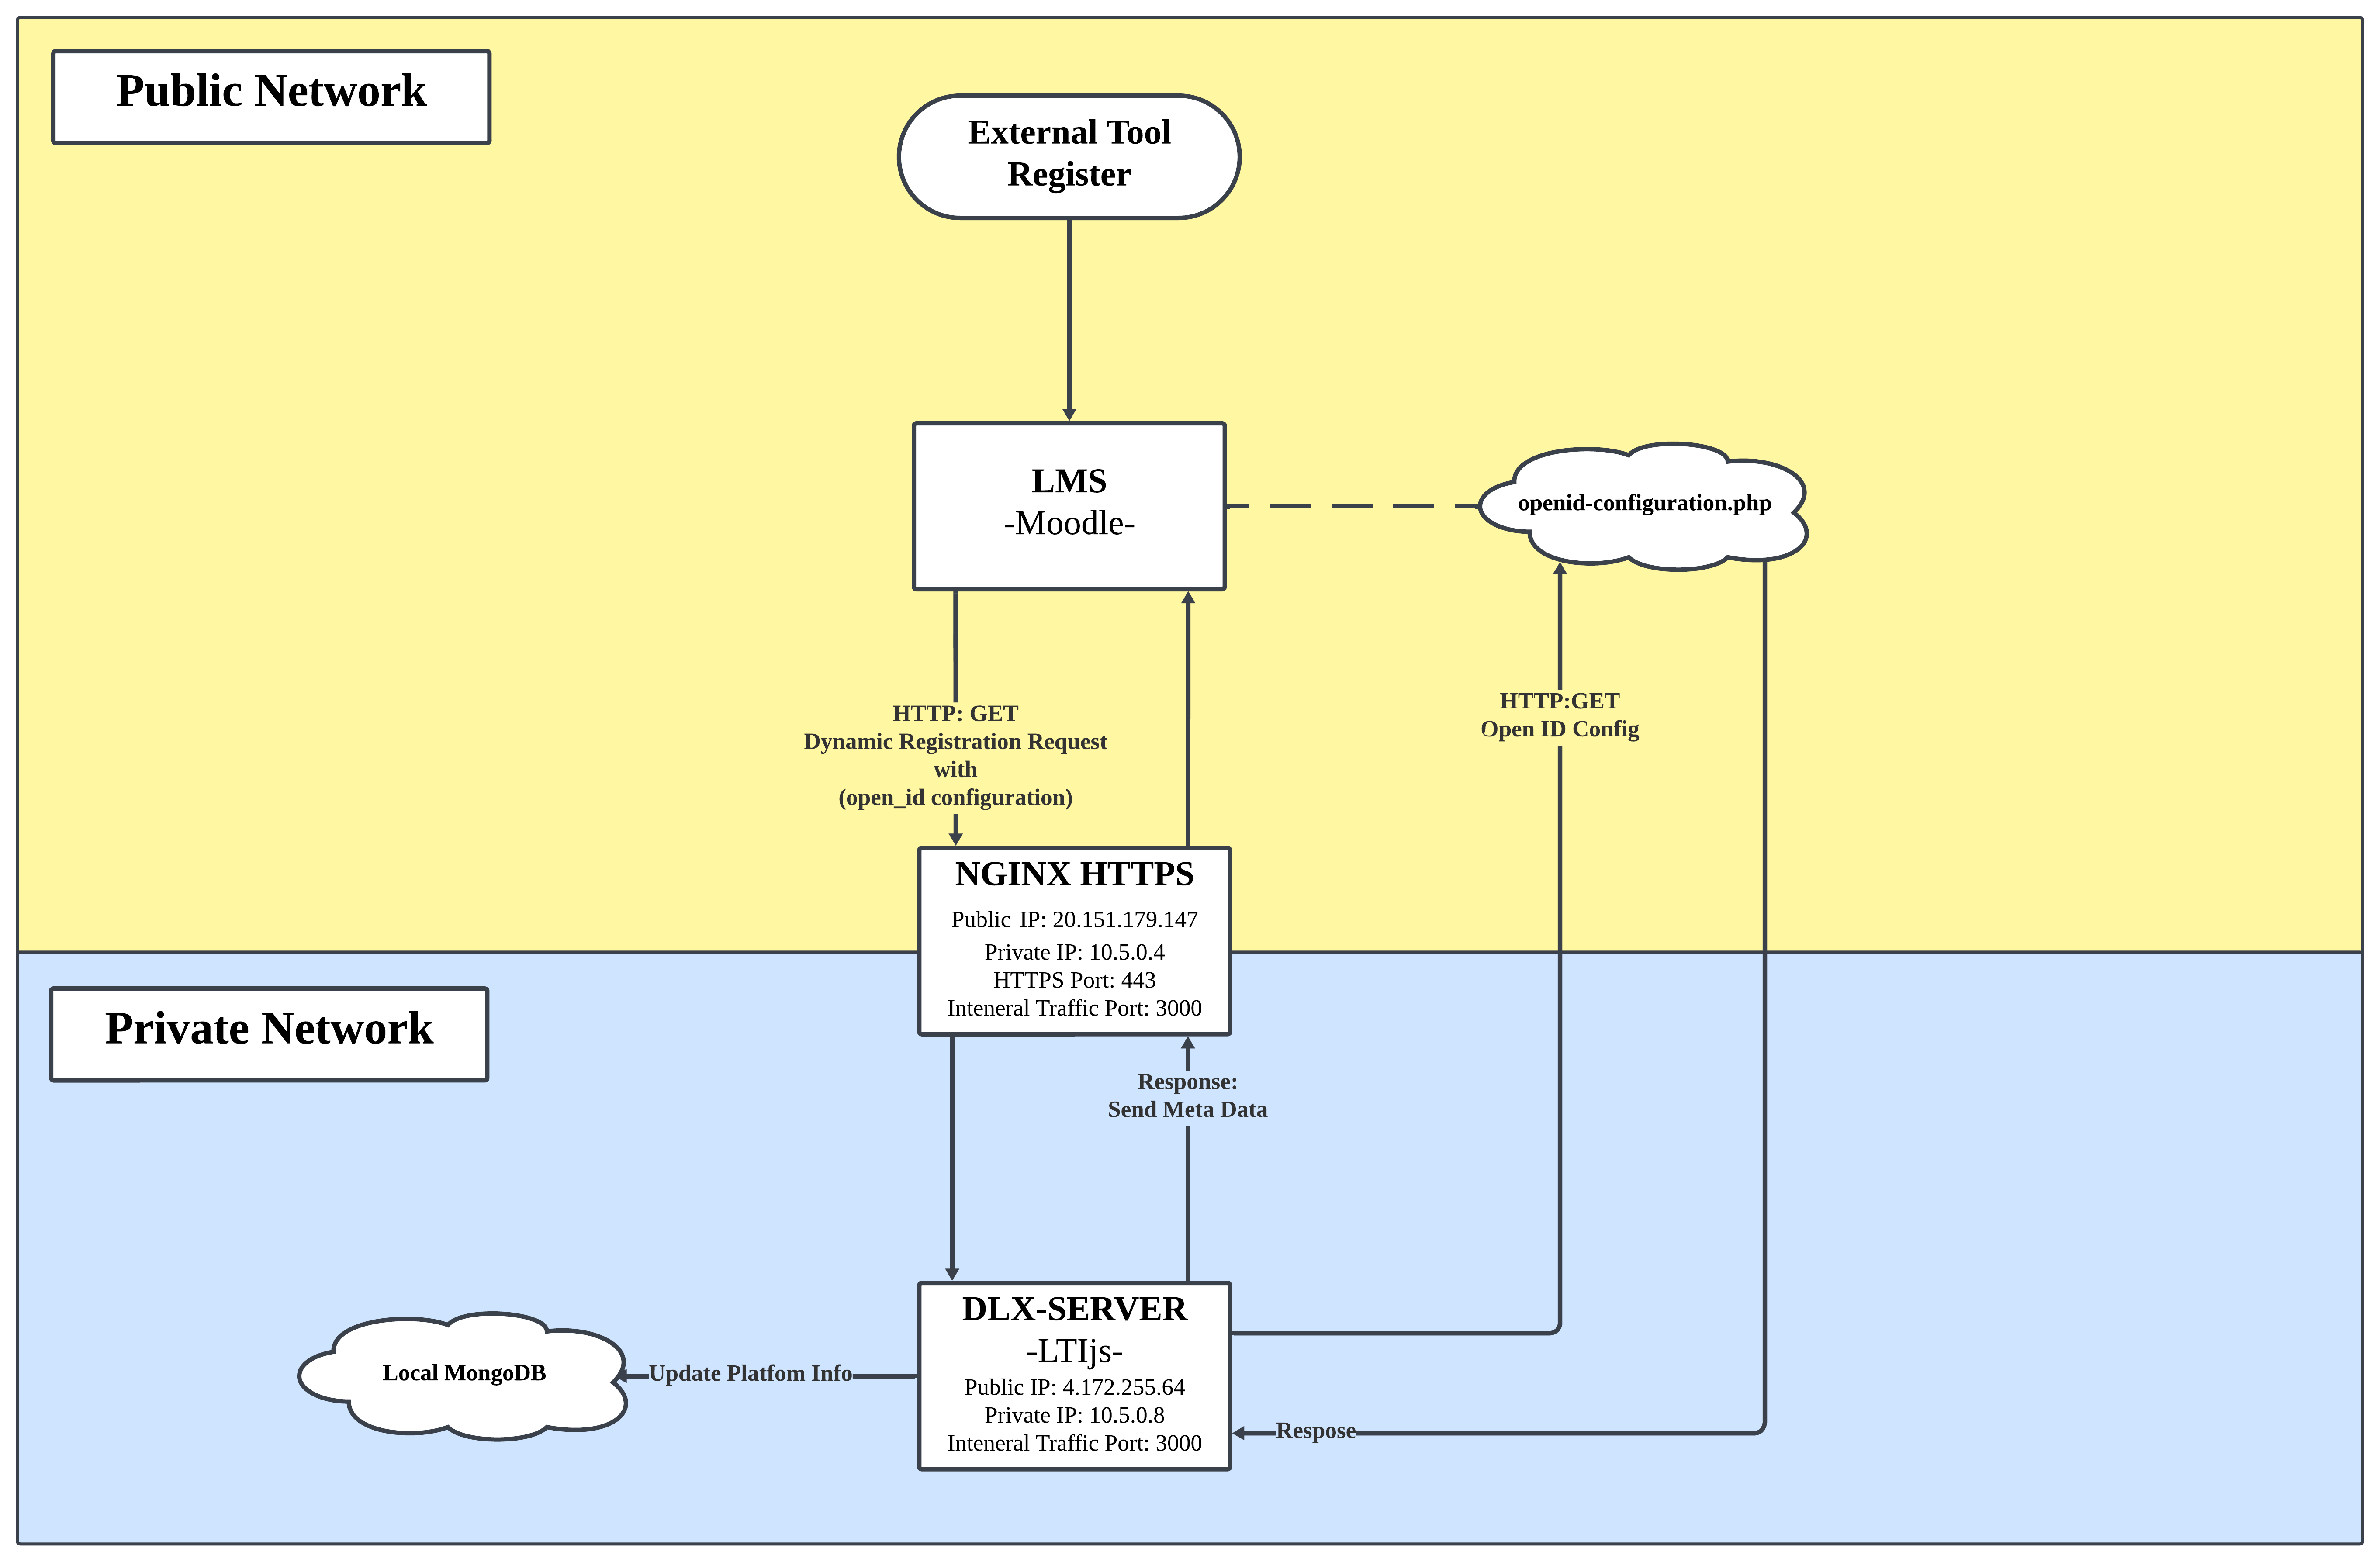 Public Network
External Tool
Register
LMS
-Moodle-
openid-configuration.php
HTTP: GET
Dynamic Registration Request
with
(open_id configuration)
HTTP:GET
Open ID Config
NGINX HTTPS
Public IP: 20.151.179.147
Private IP: 10.5.0.4
HTTPS Port: 443
Inteneral Traffic Port: 3000
Private Network
Response:
Send Meta Data
DLX-SERVER
-LTIjs-
Public IP: 4.172.255.64
Private IP: 10.5.0.8
Inteneral Traffic Port: 3000
Local MongoDB
Update Platfom Info
Respose